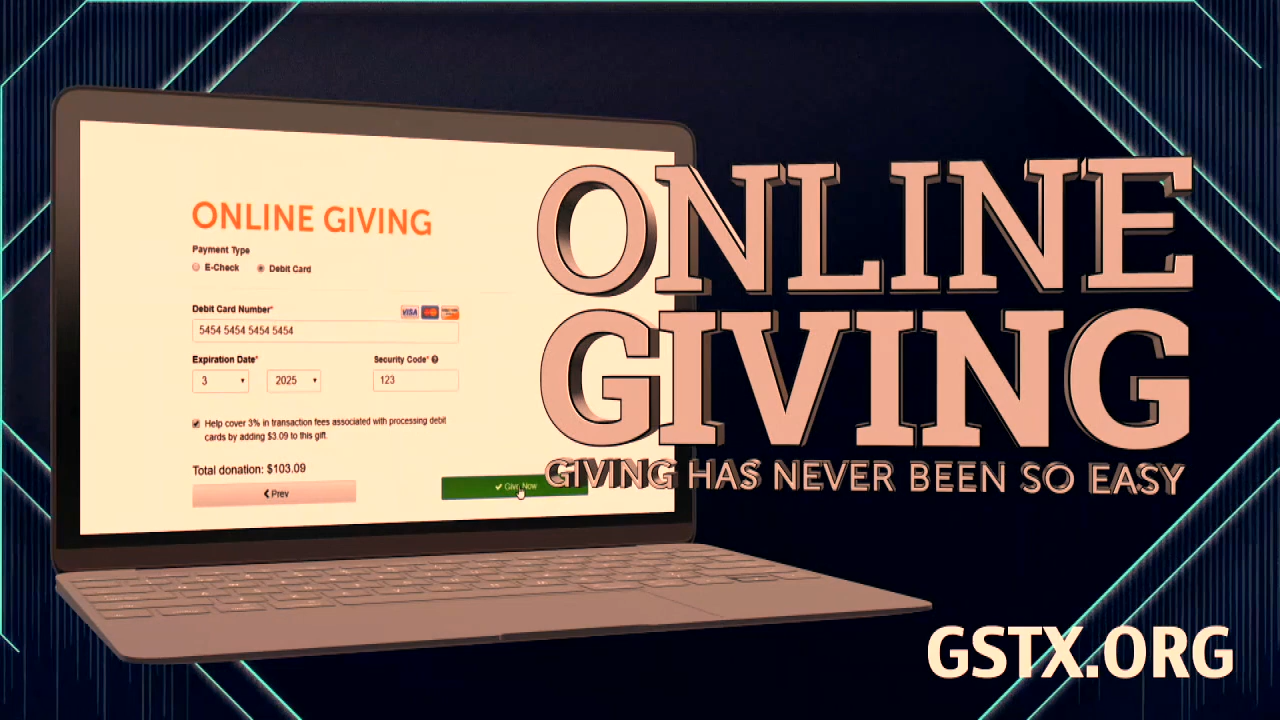 ONLINE GIVING
Payment Type
E-Check Debit Card
Debit Card Number*
VISA
5454 5454 5454 5454
Expiration Date* Security Code*
3 2025 123
Help cover 3% in transaction fees associated with processing debit
cards by adding $3.09 to this gift.
Total donation: $103.09
Prev Give Now
ONLINE
GIVING
GIVING HAS NEVER BEEN SO EASY
GSTX.ORG